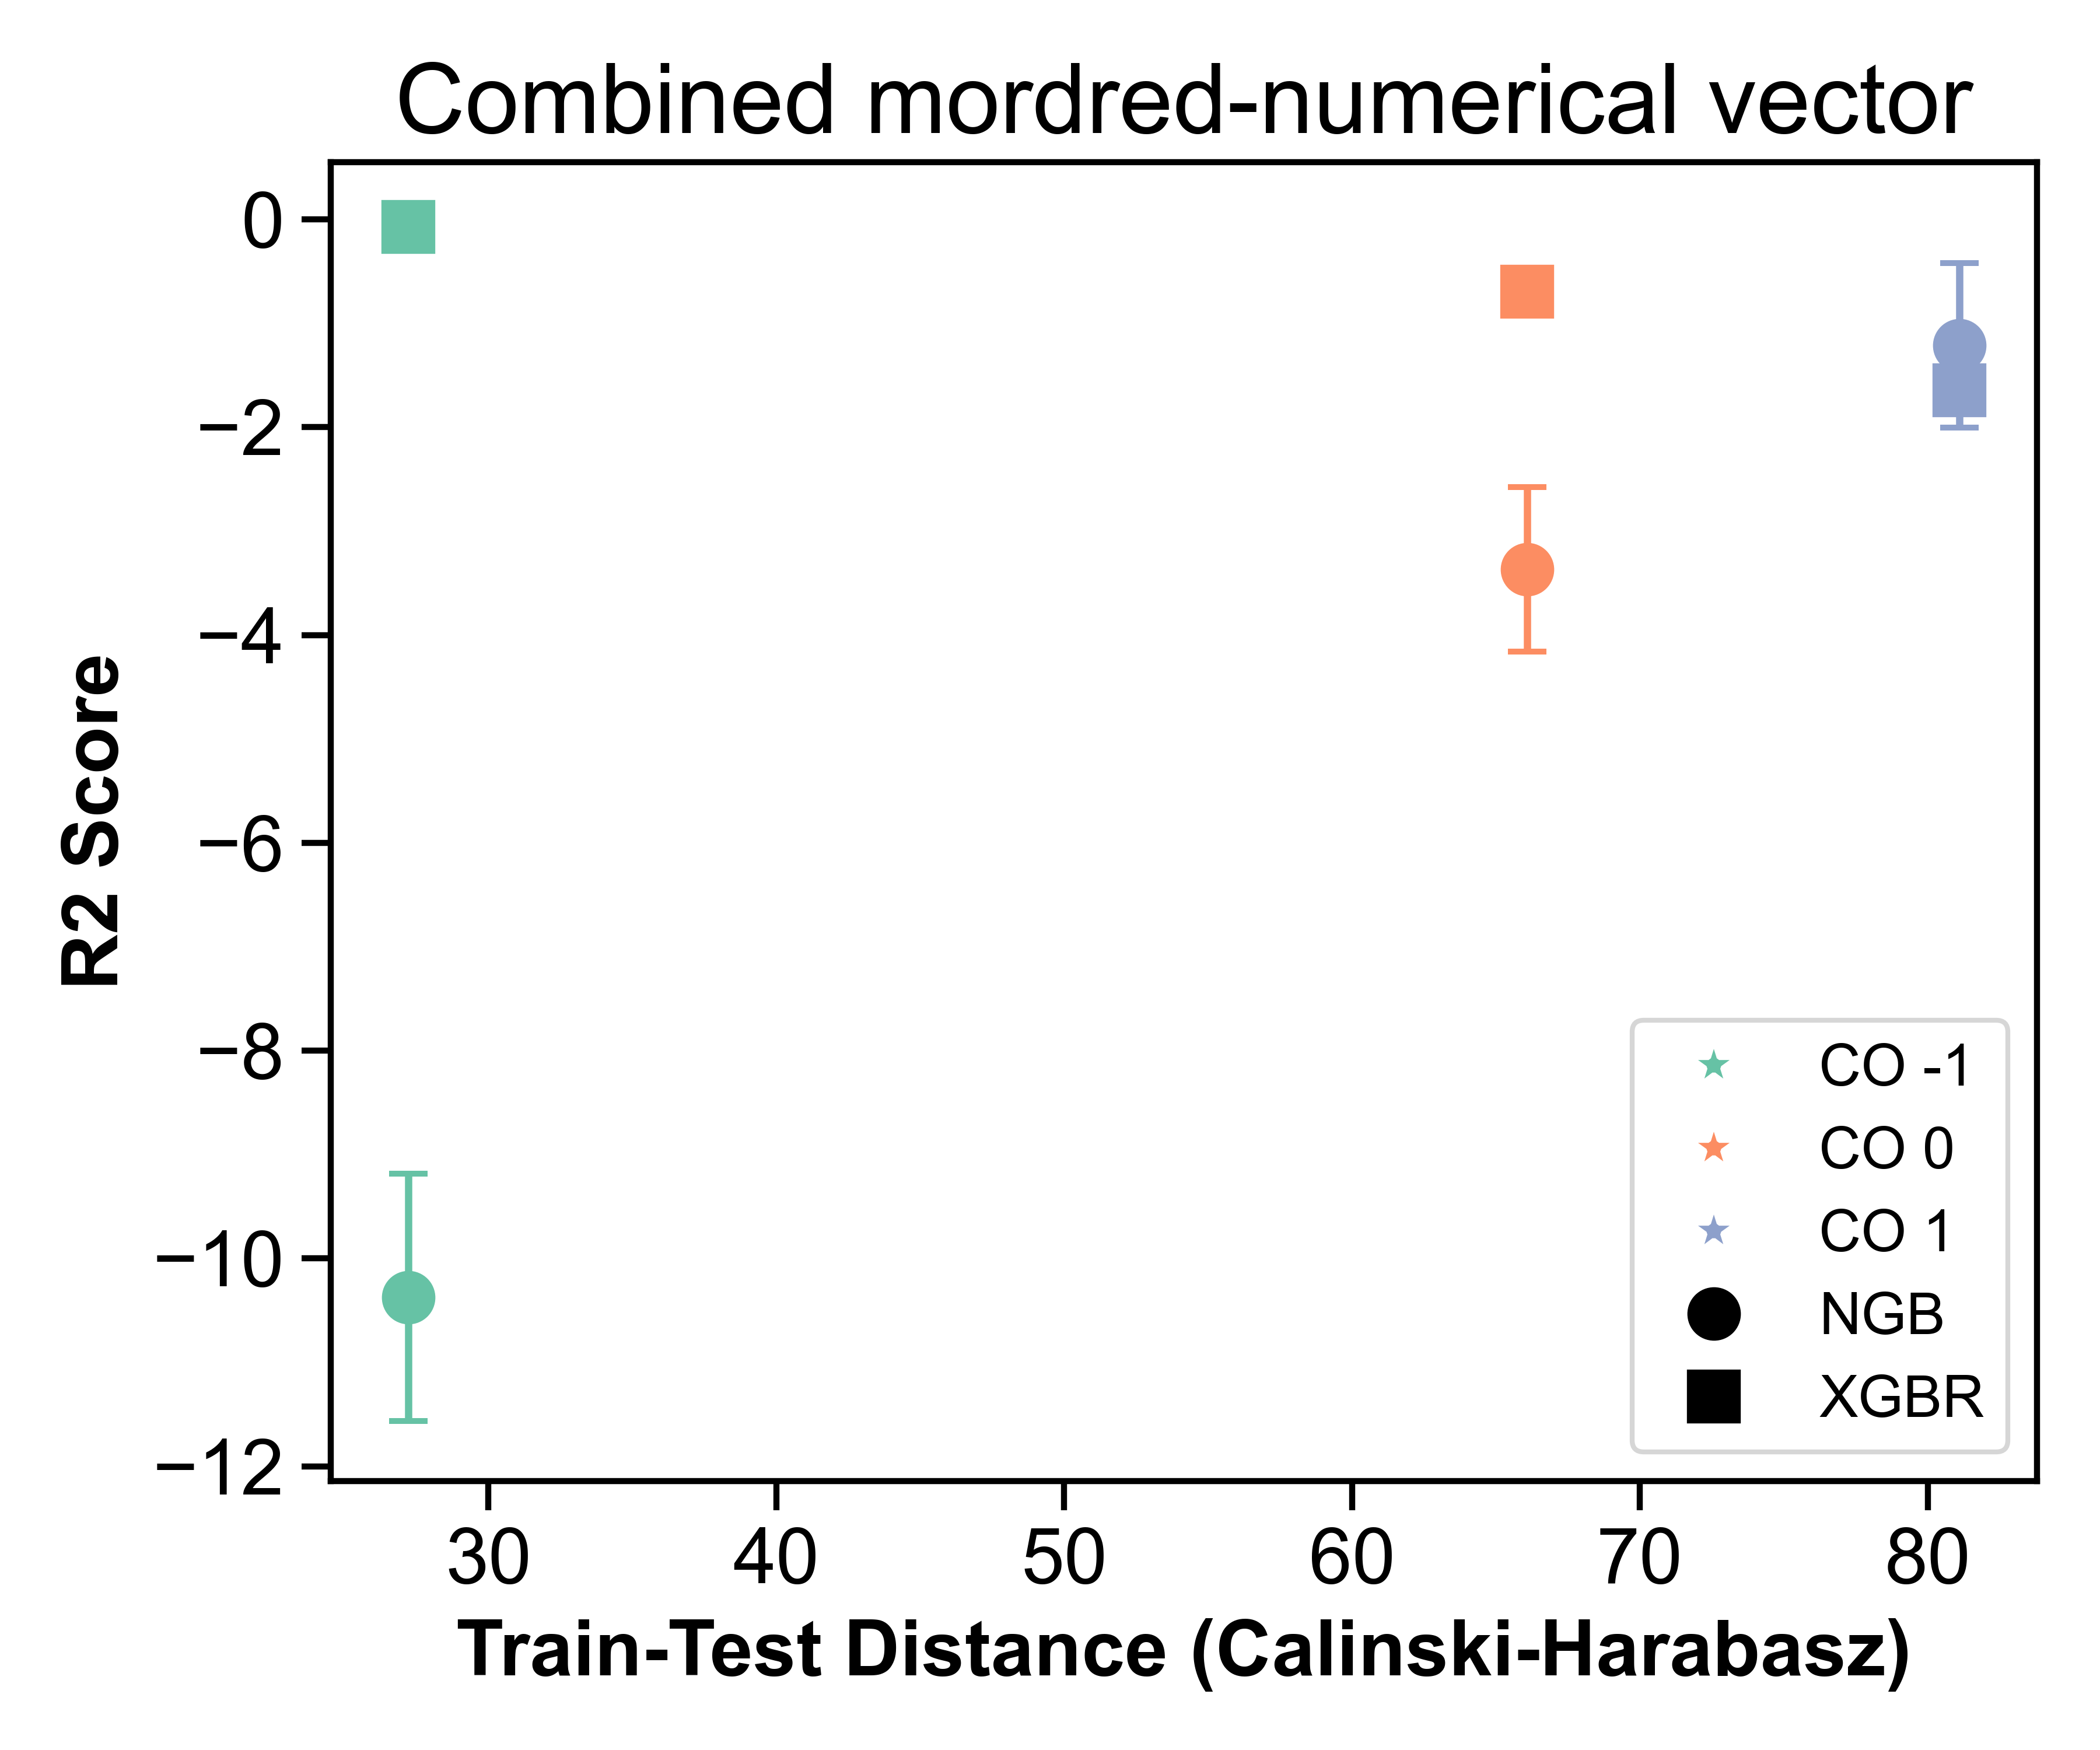 Combined mordred-numerical vector
0
−2
−4
−6
−8
−10
−12
R2 Score
30 40 50 60 70 80
Train-Test Distance (Calinski-Harabasz)
CO -1
CO 0
CO 1
NGB
XGBR